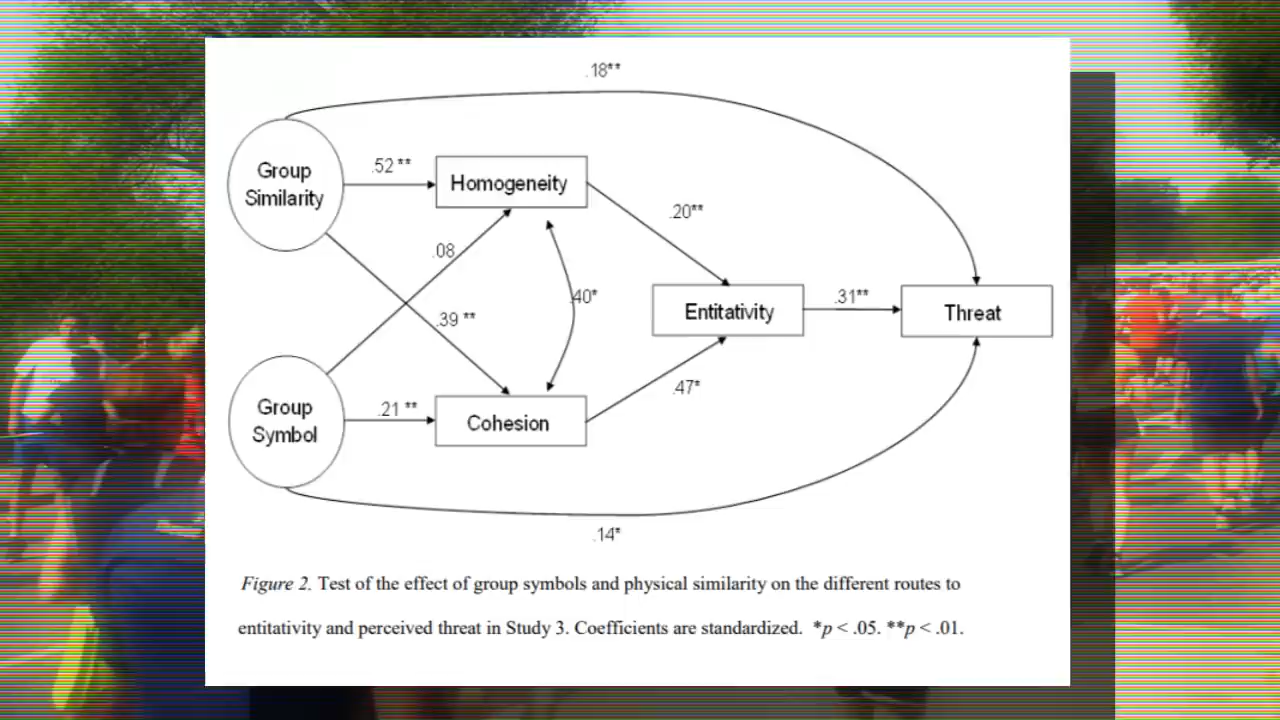 .18**
Group
Similarity
.52 **
Homogeneity
.20**
.08
.40*
.39 **
Entitativity
.31**
Threat
Group
Symbol
.21 **
Cohesion
.47*
.14*
Figure 2. Test of the effect of group symbols and physical similarity on the different routes to
entitativity and perceived threat in Study 3. Coefficients are standardized. *p < .05. **p < .01.